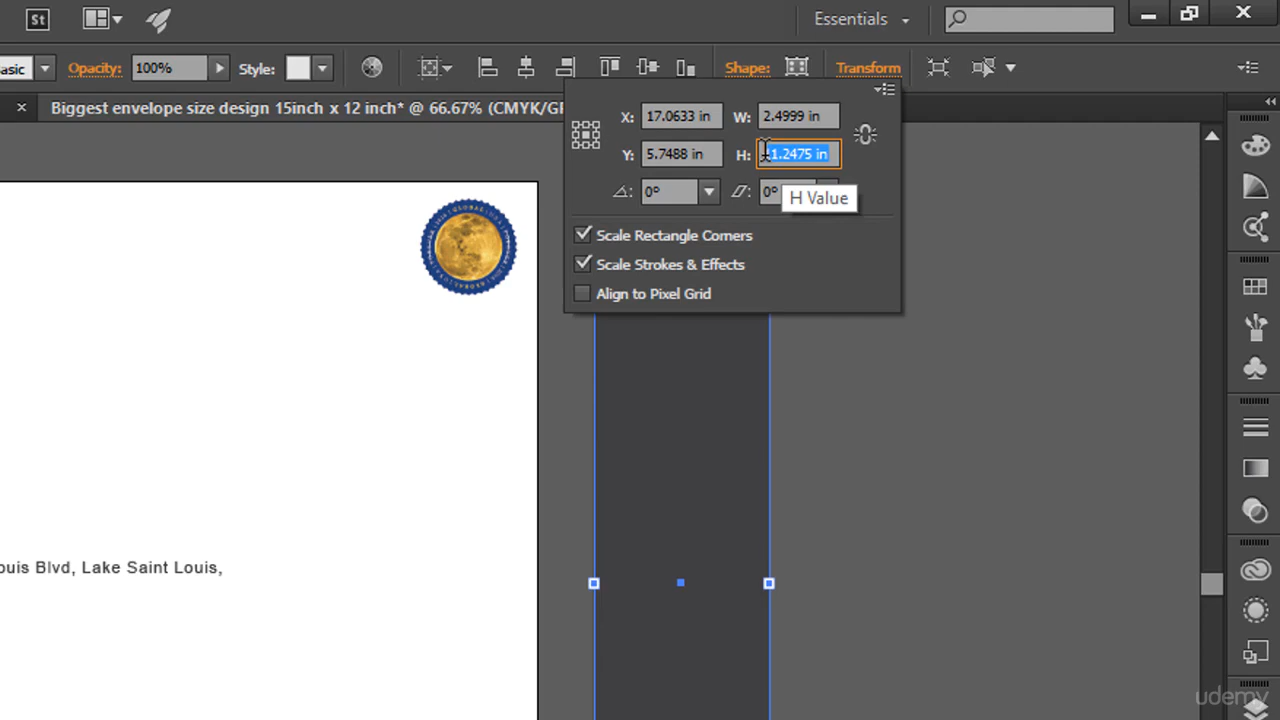 St
Essentials
asic
Opacity:
100%
Style:
Shape:
Transform
Biggest envelope size design 15inch x 12 inch* @ 66.67% (CMYK/GP
X:
17.0633 in
W:
2.4999 in
Y:
5.7488 in
H:
1.2475 in
0°
0°
H Value
Scale Rectangle Corners
Scale Strokes & Effects
Align to Pixel Grid
ouis Blvd, Lake Saint Louis,
udemy